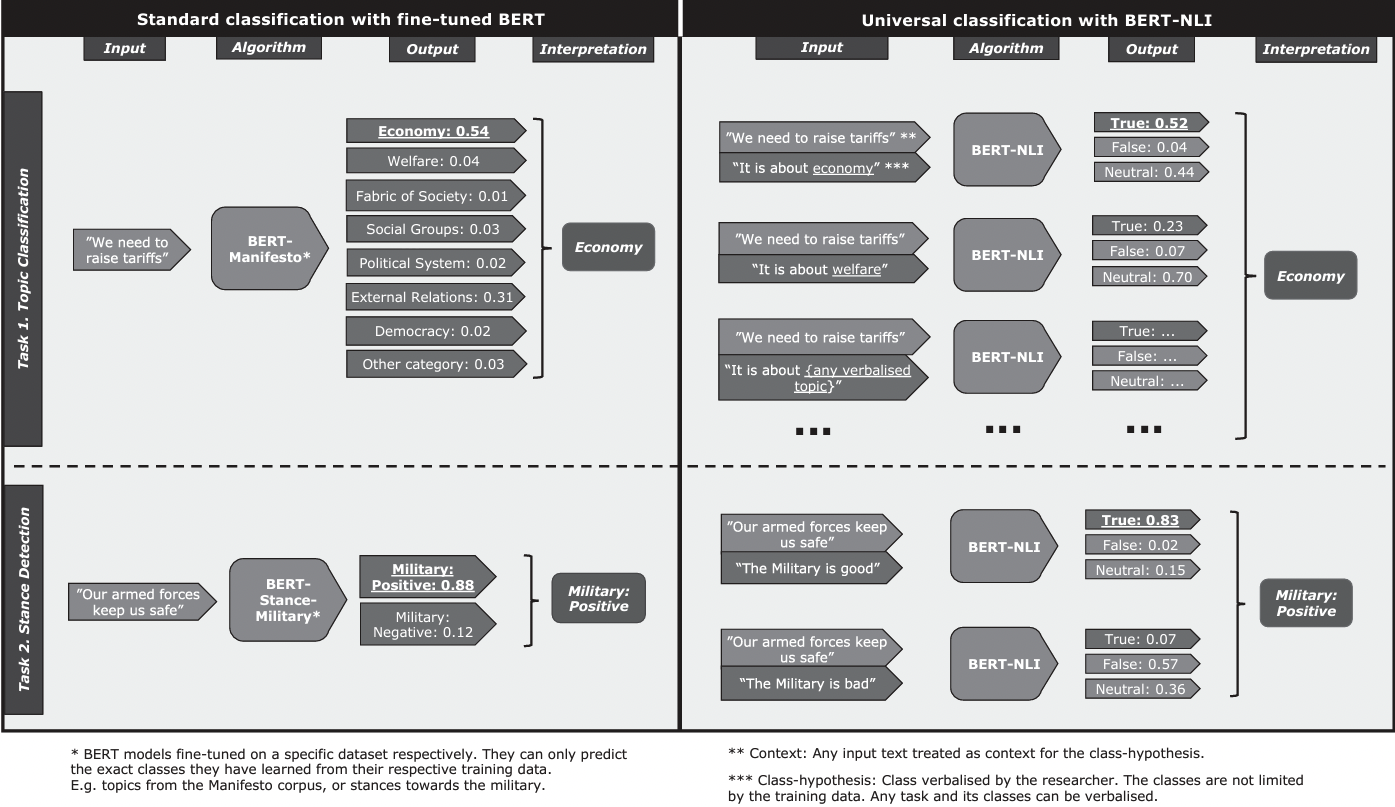 Standard classification with fine-tuned BERT
Input
Algorithm
Output
Interpretation
Task 1. Topic Classification
”We need to
raise tariffs”
BERT-
Manifesto*
Economy: 0.54
Welfare: 0.04
Fabric of Society: 0.01
Social Groups: 0.03
Political System: 0.02
External Relations: 0.31
Democracy: 0.02
Other category: 0.03
Economy
Task 2. Stance Detection
”Our armed forces
keep us safe”
BERT-
Stance-
Military*
Military:
Positive: 0.88
Military:
Negative: 0.12
Military:
Positive
* BERT models fine-tuned on a specific dataset respectively. They can only predict
the exact classes they have learned from their respective training data.
E.g. topics from the Manifesto corpus, or stances towards the military.
Universal classification with BERT-NLI
Input
Algorithm
Output
Interpretation
”We need to raise tariffs” **
“It is about economy” ***
BERT-NLI
True: 0.52
False: 0.04
Neutral: 0.44
”We need to raise tariffs”
“It is about welfare”
BERT-NLI
True: 0.23
False: 0.07
Neutral: 0.70
”We need to raise tariffs”
“It is about {any verbalised
topic}”
BERT-NLI
True: ...
False: ...
Neutral: ...
... ... ...
Economy
”Our armed forces keep
us safe”
“The Military is good”
BERT-NLI
True: 0.83
False: 0.02
Neutral: 0.15
”Our armed forces keep
us safe”
“The Military is bad”
BERT-NLI
True: 0.07
False: 0.57
Neutral: 0.36
Military:
Positive
** Context: Any input text treated as context for the class-hypothesis.
*** Class-hypothesis: Class verbalised by the researcher. The classes are not limited
by the training data. Any task and its classes can be verbalised.